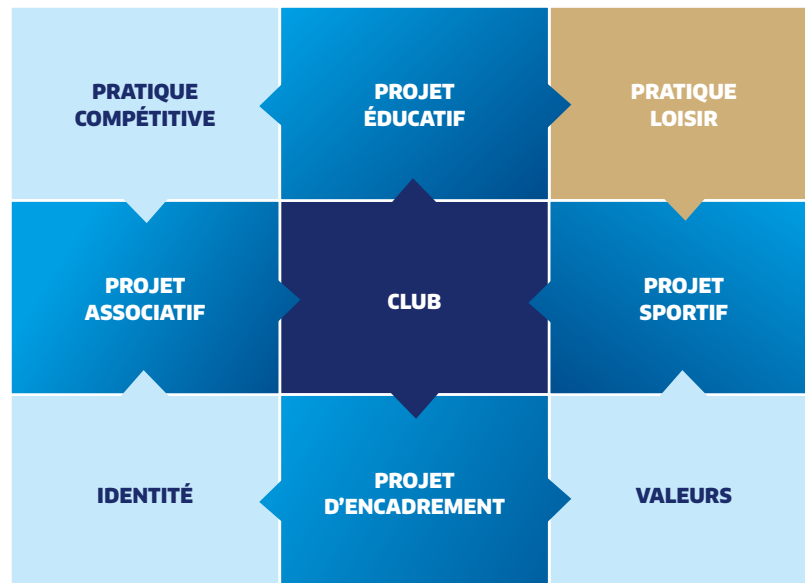 PRATIQUE
COMPÉTITIVE
PROJET
ÉDUCATIF
PRATIQUE
LOISIR
PROJET
ASSOCIATIF
CLUB
PROJET
SPORTIF
IDENTITÉ
PROJET
D'ENCADREMENT
VALEURS